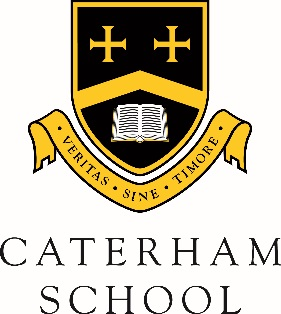 · VERITAS · SINE · TIMORE ·
CATERHAM
SCHOOL